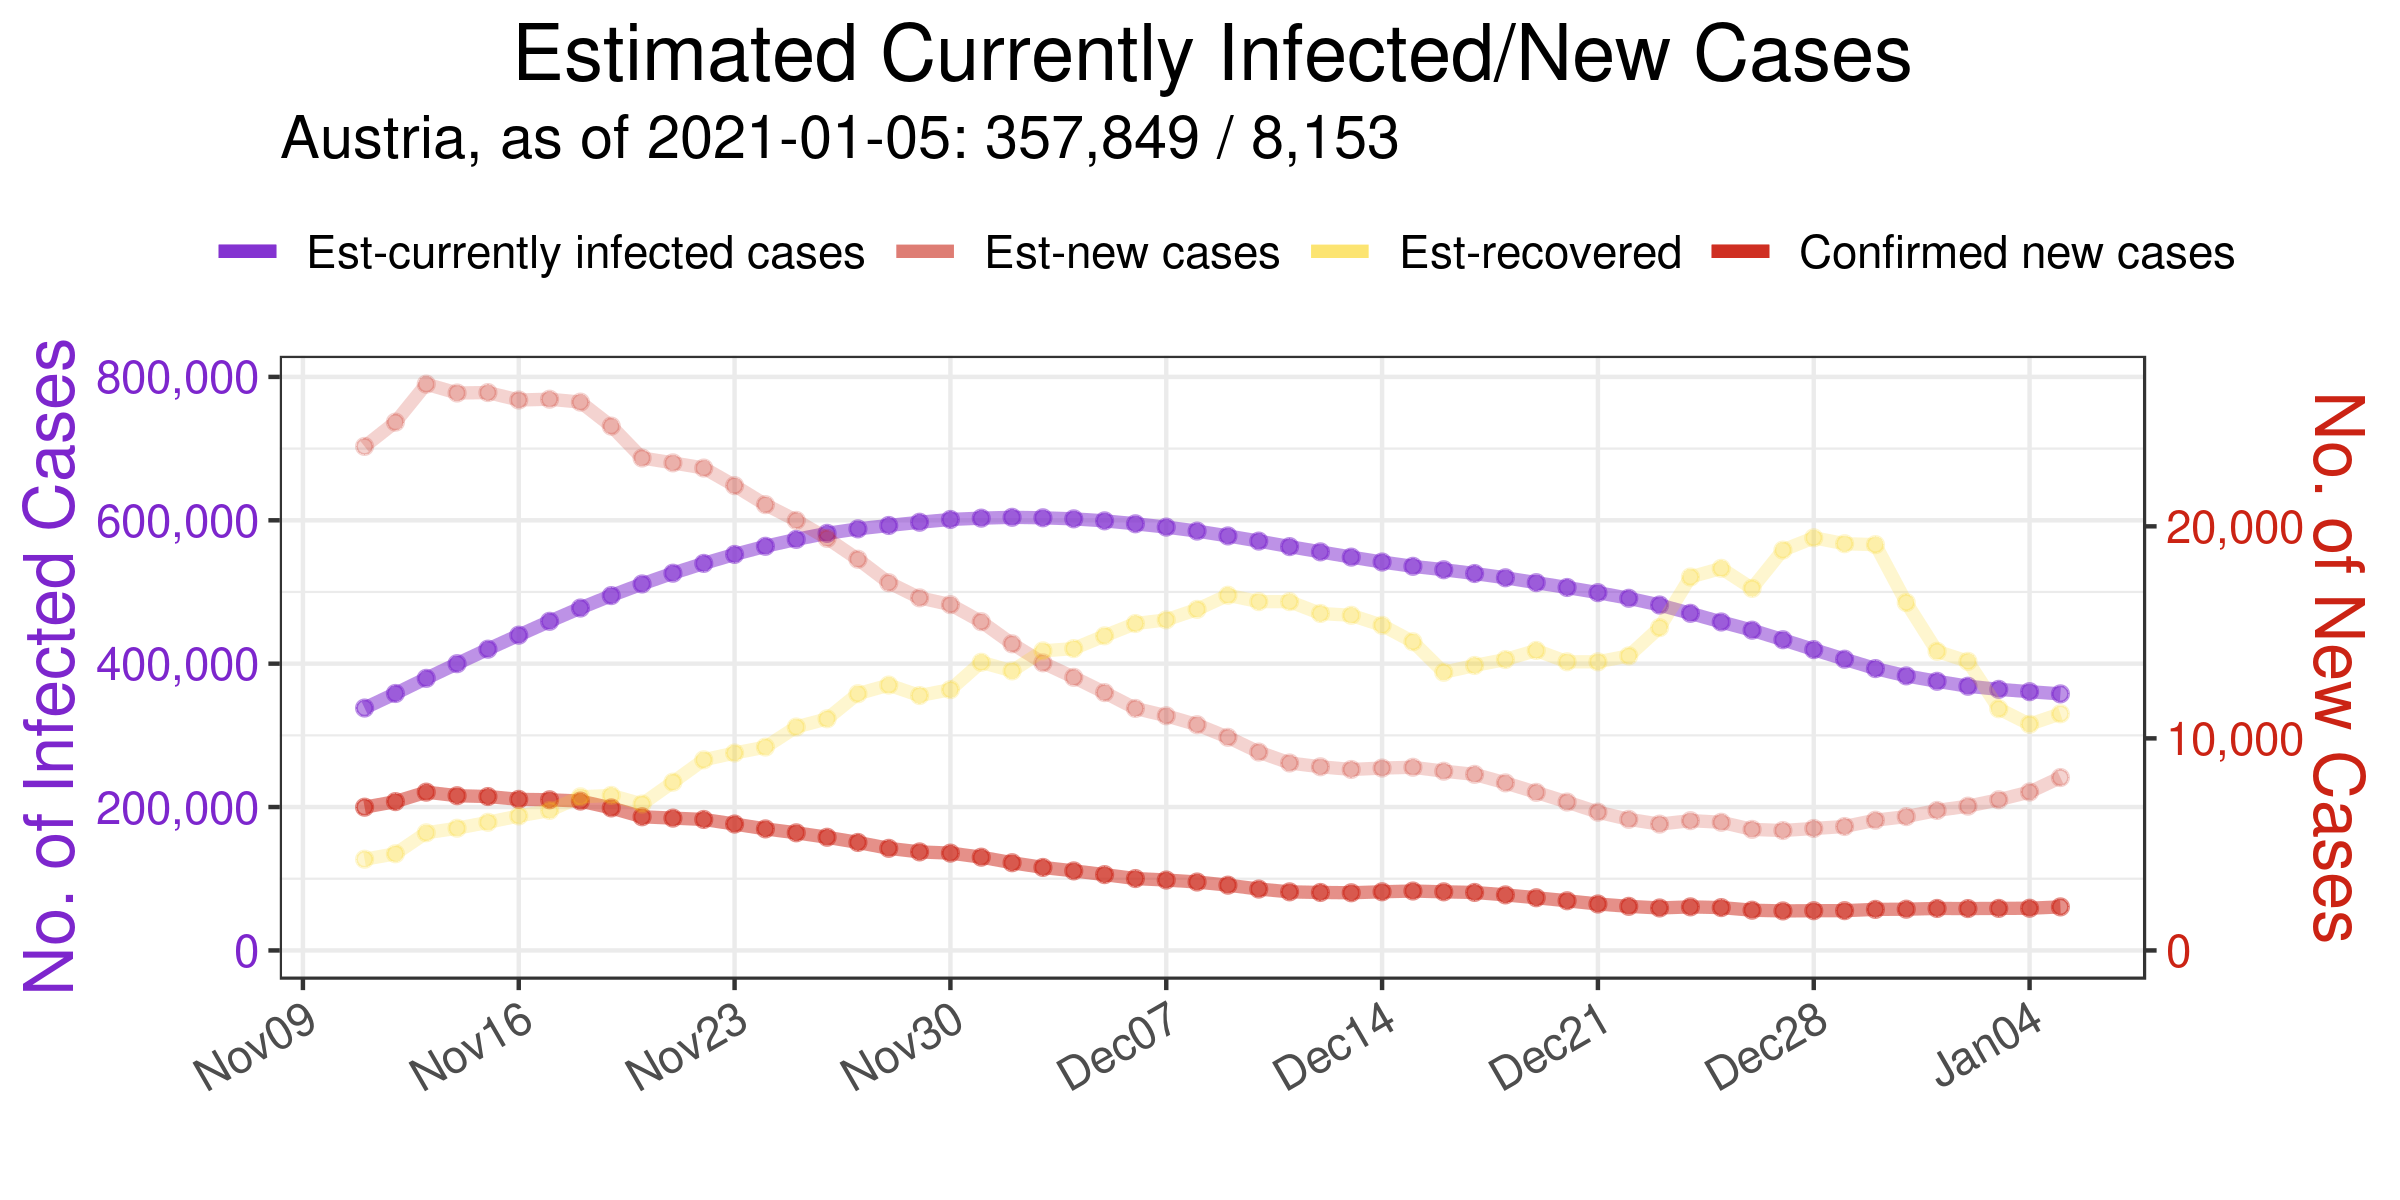 Estimated Currently Infected/New Cases
Austria, as of 2021-01-05: 357,849 / 8,153
Est-currently infected cases Est-new cases Est-recovered Confirmed new cases
No. of Infected Cases
800,000
600,000
400,000
200,000
0
20,000
10,000
0
No. of New Cases
Nov09 Nov16 Nov23 Nov30 Dec07 Dec14 Dec21 Dec28 Jan04